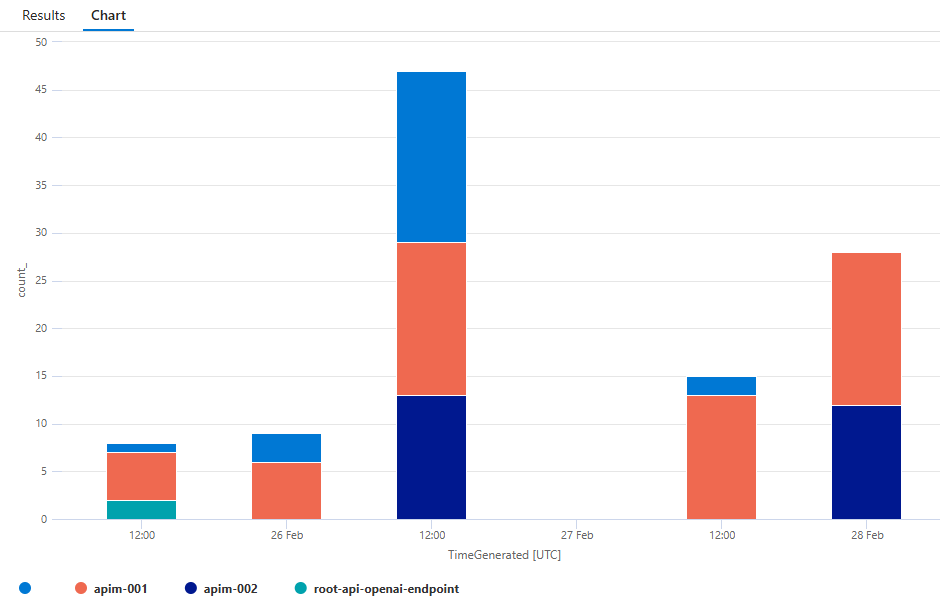 Results Chart
50
45
40
35
30
25
20
15
10
5
0
count_
12:00 26 Feb 12:00 27 Feb 12:00 28 Feb
TimeGenerated [UTC]
apim-001 apim-002 root-api-openai-endpoint